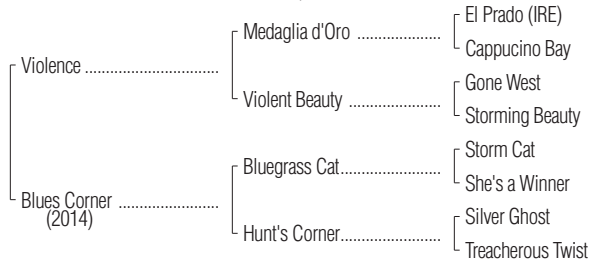 El Prado (IRE)
Medaglia d'Oro ....................
Cappucino Bay
Violence ................................
Gone West
Violent Beauty ......................
Storming Beauty
Storm Cat
Bluegrass Cat........................
She's a Winner
Blues Corner ........................
(2014)
Silver Ghost
Hunt's Corner........................
Treacherous Twist